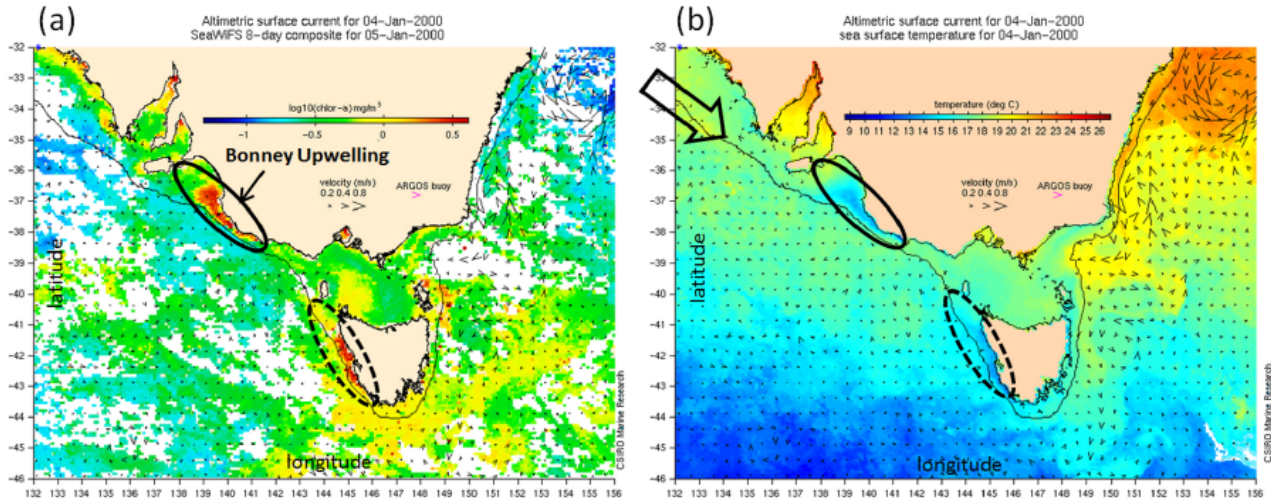 (a)
Altimetric surface current for 04-Jan-2000
SeaWiFS 8-day composite for 05-Jan-2000
-32
-33
-34
-35
-36
-37
-38
-39
-40
-41
-42
-43
-44
-45
-46
latitude
log10(chlor-a) mg/m³
-1 -0.5 0 0.5
Bonney Upwelling
velocity (m/s)
0.2 0.4 0.8
ARGOS buoy
longitude
132 133 134 135 136 137 138 139 140 141 142 143 144 145 146 147 148 149 150 151 152 153 154 155 156
CSIRO Marine Research
(b)
Altimetric surface current for 04-Jan-2000
sea surface temperature for 04-Jan-2000
-32
-33
-34
-35
-36
-37
-38
-39
-40
-41
-42
-43
-44
-45
-46
latitude
temperature (deg C)
9 10 11 12 13 14 15 16 17 18 19 20 21 22 23 24 25 26
velocity (m/s)
0.2 0.4 0.8
ARGOS buoy
longitude
132 133 134 135 136 137 138 139 140 141 142 143 144 145 146 147 148 149 150 151 152 153 154 155 156
CSIRO Marine Research